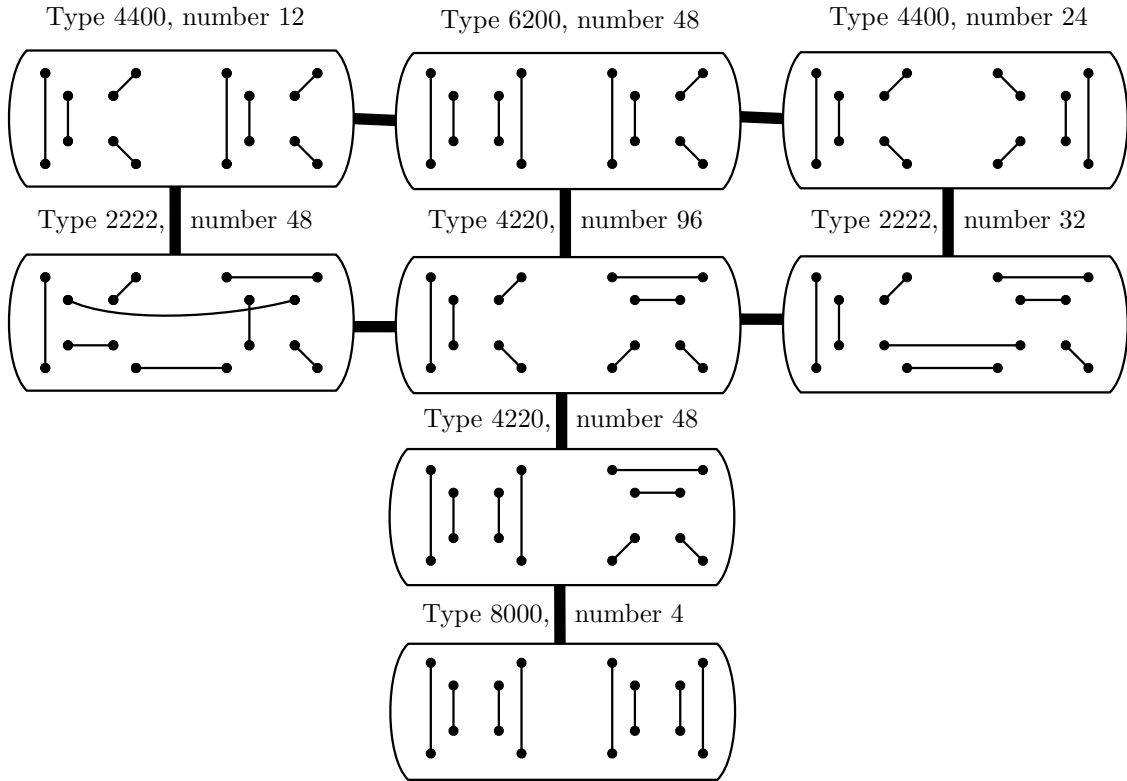 Type 4400, number 12
Type 6200, number 48
Type 4400, number 24
Type 2222, number 48
Type 4220, number 96
Type 2222, number 32
Type 4220, number 48
Type 8000, number 4